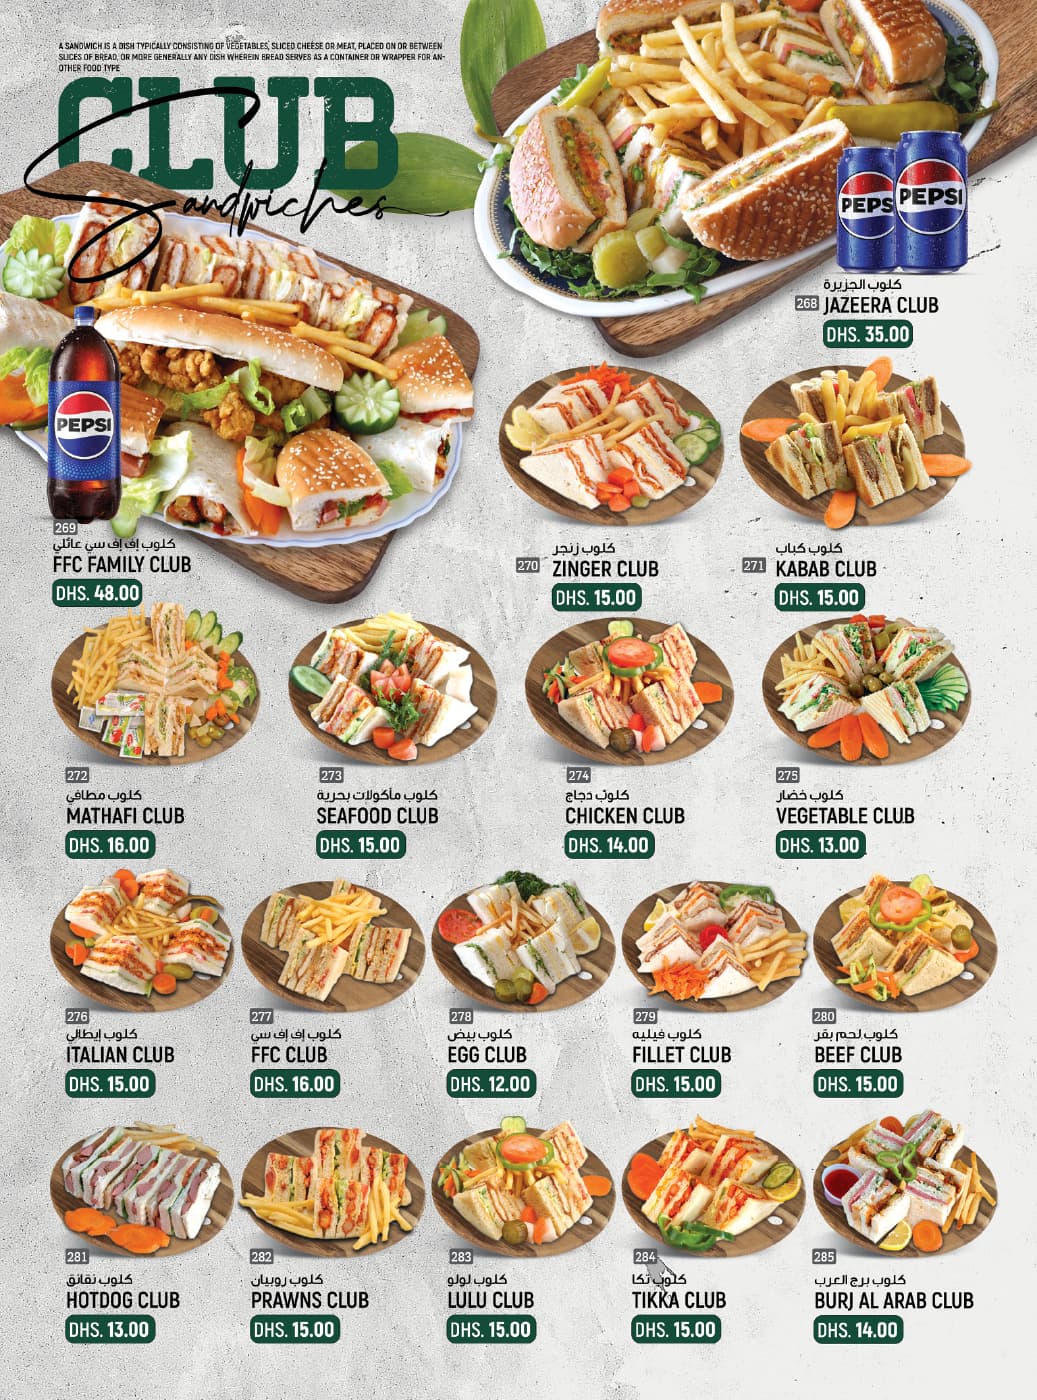 A SANDWICH IS A DISH TYPICALLY CONSISTING OF VEGETABLES, SLICED CHEESE OR MEAT, PLACED ON OR BETWEEN
SLICES OF BREAD, OR MORE GENERALLY ANY DISH WHEREIN BREAD SERVES AS A CONTAINER OR WRAPPER FOR AN-
OTHER FOOD TYPE
CLUB
Sandwiches
PEPS
PEPSI
كلوب الجزيرة
268 JAZEERA CLUB
DHS. 35.00
PEPSI
269
كلوب إف إف سي عائلي
FFC FAMILY CLUB
DHS. 48.00
كلوب زنجر
270 ZINGER CLUB
DHS. 15.00
كلوب كباب
271 KABAB CLUB
DHS. 15.00
272
كلوب مطافي
MATHAFI CLUB
DHS. 16.00
273
كلوب مأكولات بحرية
SEAFOOD CLUB
DHS. 15.00
274
كلوب دجاج
CHICKEN CLUB
DHS. 14.00
275
كلوب خضار
VEGETABLE CLUB
DHS. 13.00
276
كلوب إيطالي
ITALIAN CLUB
DHS. 15.00
277
كلوب إف إف سي
FFC CLUB
DHS. 16.00
278
كلوب بيض
EGG CLUB
DHS. 12.00
279
كلوب فيليه
FILLET CLUB
DHS. 15.00
280
كلوب لحم بقر
BEEF CLUB
DHS. 15.00
281
كلوب نقانق
HOTDOG CLUB
DHS. 13.00
282
كلوب روبيان
PRAWNS CLUB
DHS. 15.00
283
كلوب لولو
LULU CLUB
DHS. 15.00
284
كلوب تكا
TIKKA CLUB
DHS. 15.00
285
كلوب برج العرب
BURJ AL ARAB CLUB
DHS. 14.00